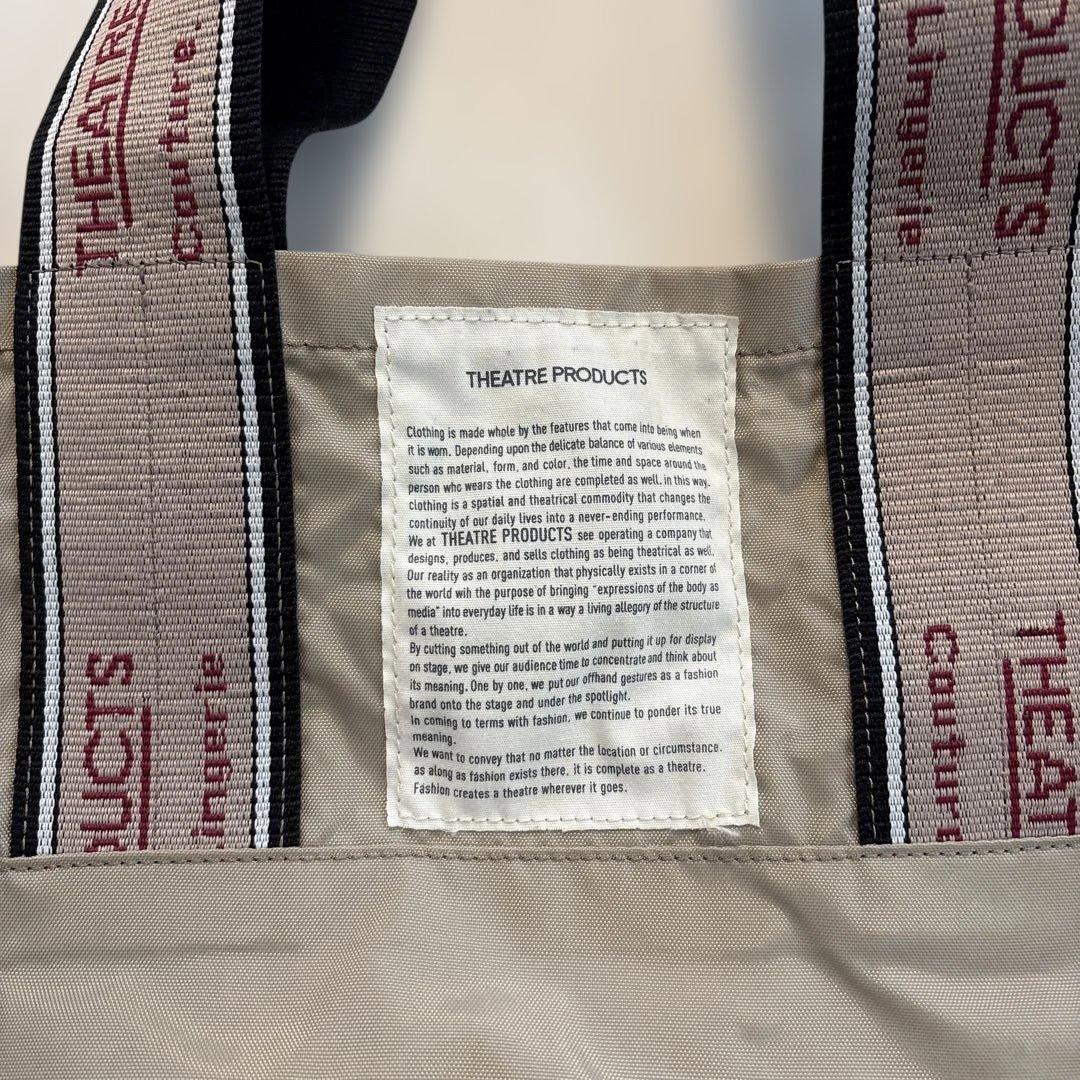 THEATRE
Couture.
Lingerie
DUCTS
THEATRE PRODUCTS
Clothing is made whole by the features that come into being when
it is worn. Depending upon the delicate balance of various elements
such as material, form, and color, the time and space around the
person who wears the clothing are completed as well. in this way.
clothing is a spatial and theatrical commodity that changes the
continuity of our daily lives into a never-ending performance.
We at THEATRE PRODUCTS see operating a company that
designs, produces, and sells clothing as being theatrical as well.
Our reality as an organization that physically exists in a corner of
the world wih the purpose of bringing "expressions of the body as
media" into everyday life is in a way a living allegory of the structure
of a theatre.
By cutting something out of the world and putting it up for display
on stage, we give our audience time to concentrate and think about
its meaning. One by one, we put our offhand gestures as a fashion
brand onto the stage and under the spotlight.
In coming to terms with fashion, we continue to ponder its true
meaning.
We want to convey that no matter the location or circumstance.
as along as fashion exists there, it is complete as a theatre.
Fashion creates a theatre wherever it goes.
DUCTS
ingerie
Couture
THEAT